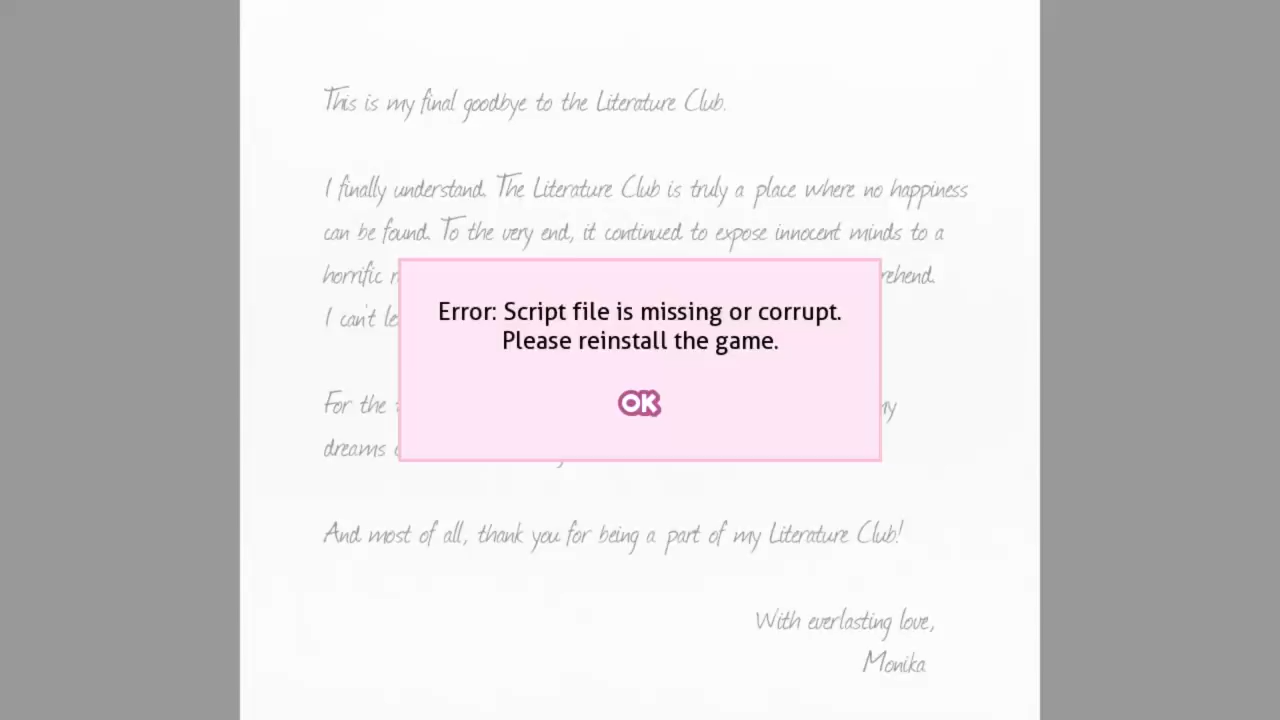 This is my final goodbye to the Literature Club.
I finally understand. The Literature Club is truly a place where no happiness
can be found. To the very end, it continued to expose innocent minds to a
horrific
I can't
Error: Script file is missing or corrupt.
Please reinstall the game.
OK
For the
dreams
And most of all, thank you for being a part of my Literature Club!
With everlasting love,
Monika